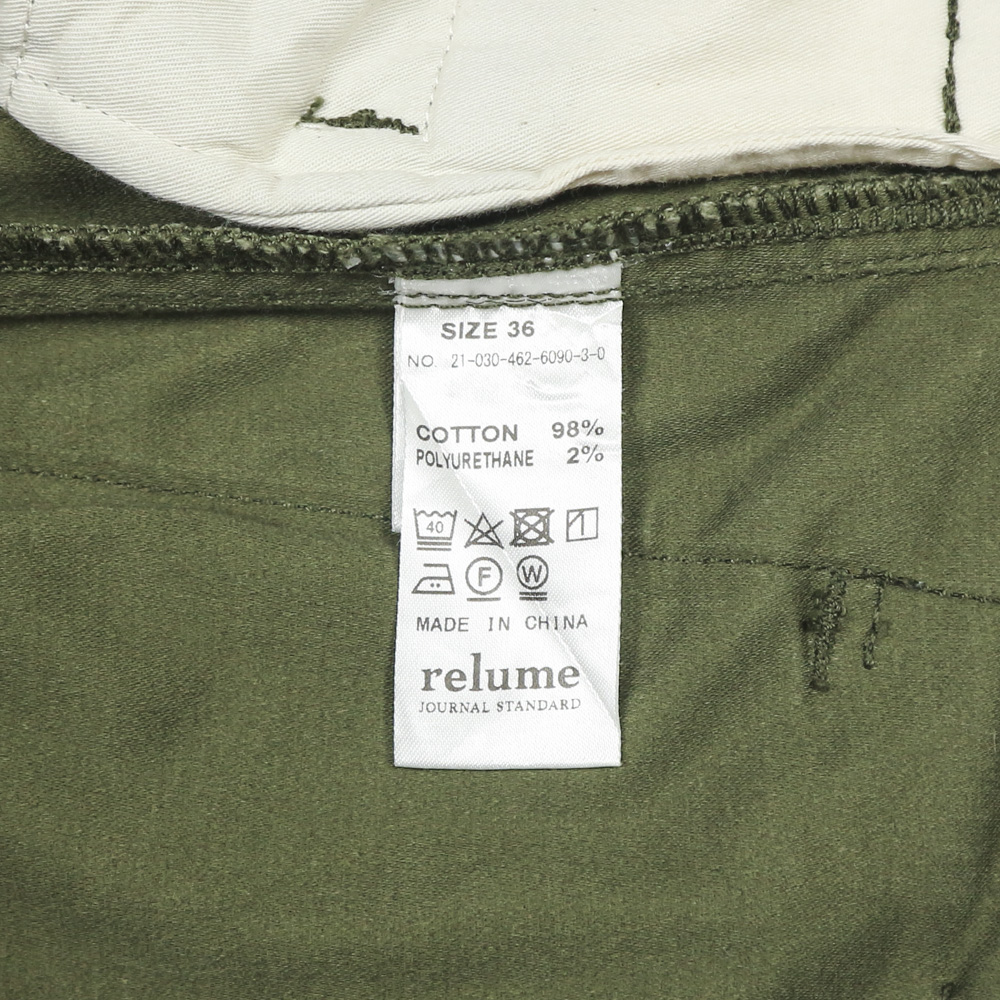 SIZE 36
NO. 21-030-462-6090-3-0
COTTON 98%
POLYURETHANE 2%
40
F W
MADE IN CHINA
relume
JOURNAL STANDARD